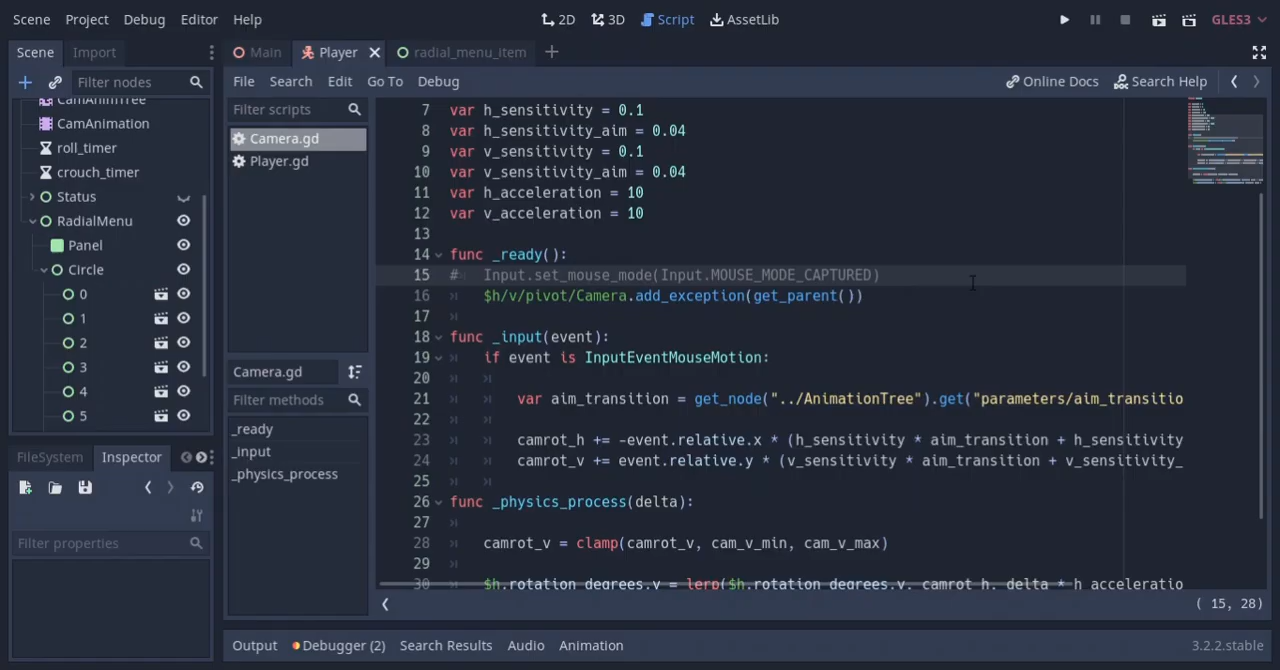 Scene Project Debug Editor Help 2D 3D Script AssetLib GLES3
Scene Import
Main Player radial_menu_item
Filter nodes
File Search Edit Go To Debug Online Docs Search Help
CamAnimTree
CamAnimation
roll_timer
crouch_timer
Status
RadialMenu
Panel
Circle
0
1
2
3
4
5
FileSystem Inspector
Filter properties
Filter scripts
Camera.gd
Player.gd
Camera.gd
Filter methods
_ready
_input
_physics_process
7 var h_sensitivity = 0.1
8 var h_sensitivity_aim = 0.04
9 var v_sensitivity = 0.1
10 var v_sensitivity_aim = 0.04
11 var h_acceleration = 10
12 var v_acceleration = 10
13
14 func _ready():
15 # Input.set_mouse_mode(Input.MOUSE_MODE_CAPTURED)
16 $h/v/pivot/Camera.add_exception(get_parent())
17
18 func _input(event):
19 if event is InputEventMouseMotion:
20
21 var aim_transition = get_node("../AnimationTree").get("parameters/aim_transitio
22
23 camrot_h += -event.relative.x * (h_sensitivity * aim_transition + h_sensitivity
24 camrot_v += event.relative.y * (v_sensitivity * aim_transition + v_sensitivity_
25
26 func _physics_process(delta):
27
28 camrot_v = clamp(camrot_v, cam_v_min, cam_v_max)
29
30 $h.rotation_degrees.y = lerp($h.rotation_degrees.y, camrot_h, delta * h_acceleratio
( 15, 28)
Output Debugger (2) Search Results Audio Animation 3.2.2.stable